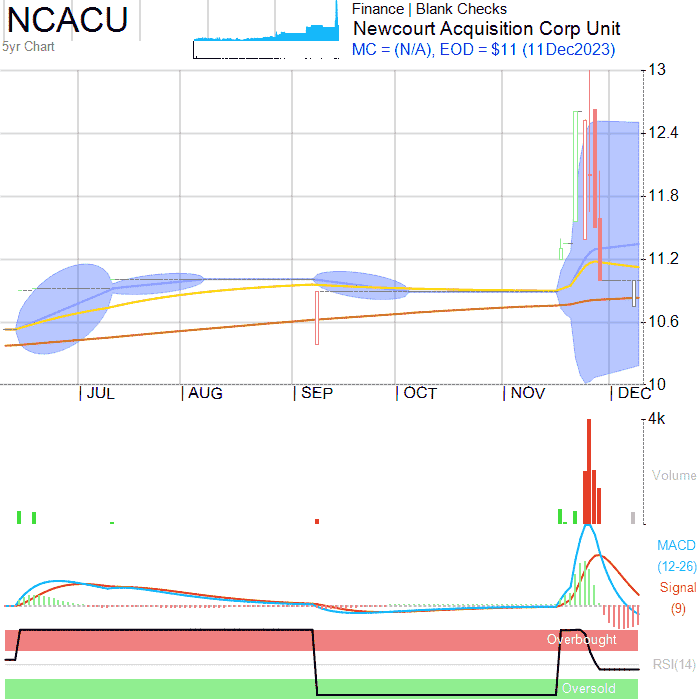 NCACU
5yr Chart
Finance | Blank Checks
Newcourt Acquisition Corp Unit
MC = (N/A), EOD = $11 (11Dec2023)
13
12.4
11.8
11.2
10.6
10
JUL AUG SEP OCT NOV DEC
4k
Volume
MACD
(12-26)
Signal
(9)
Overbought
RSI(14)
Oversold